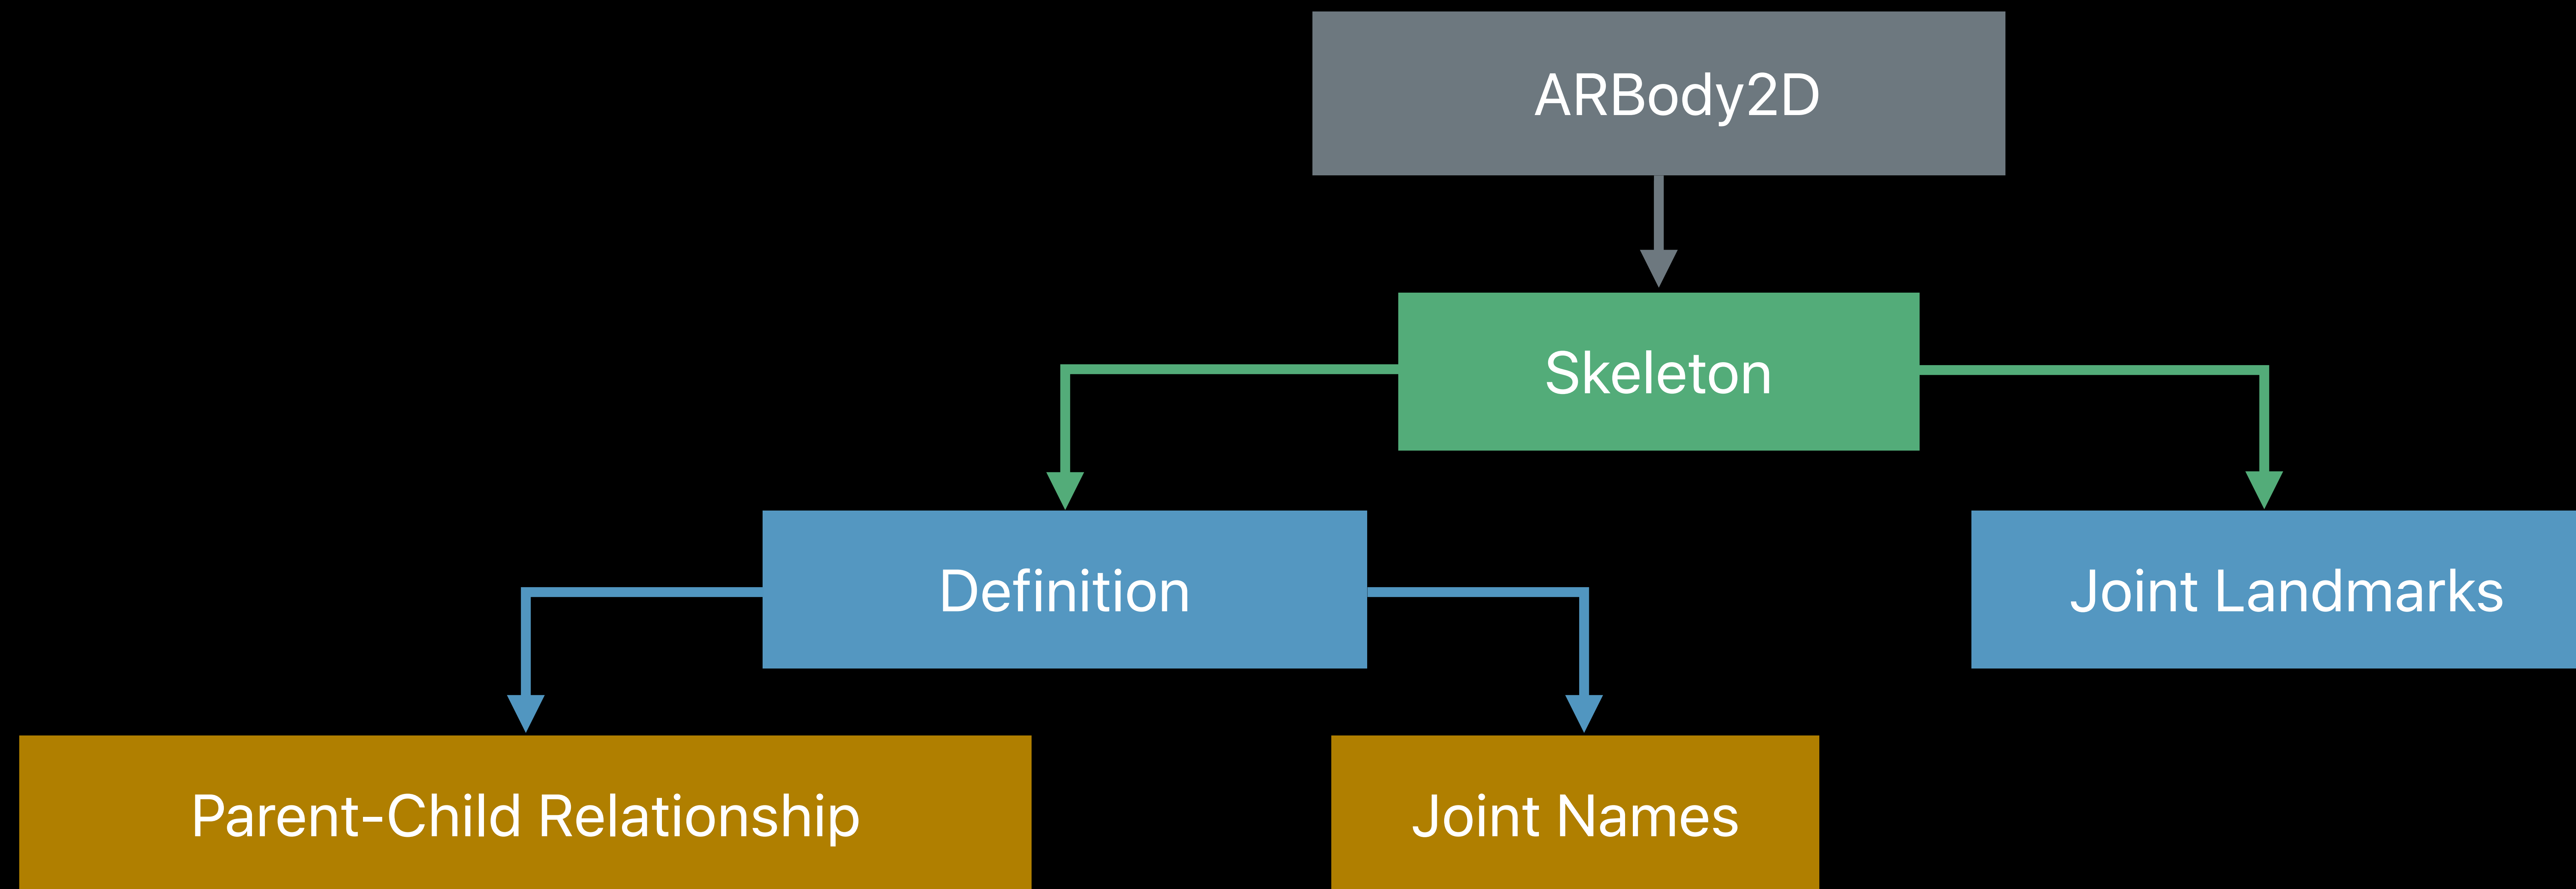 ARBody2D
Skeleton
Definition
Joint Landmarks
Parent-Child Relationship
Joint Names